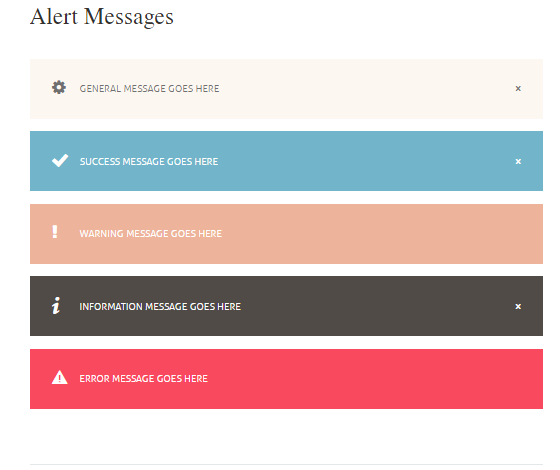 Alert Messages
GENERAL MESSAGE GOES HERE ×
SUCCESS MESSAGE GOES HERE ×
WARNING MESSAGE GOES HERE
INFORMATION MESSAGE GOES HERE ×
ERROR MESSAGE GOES HERE